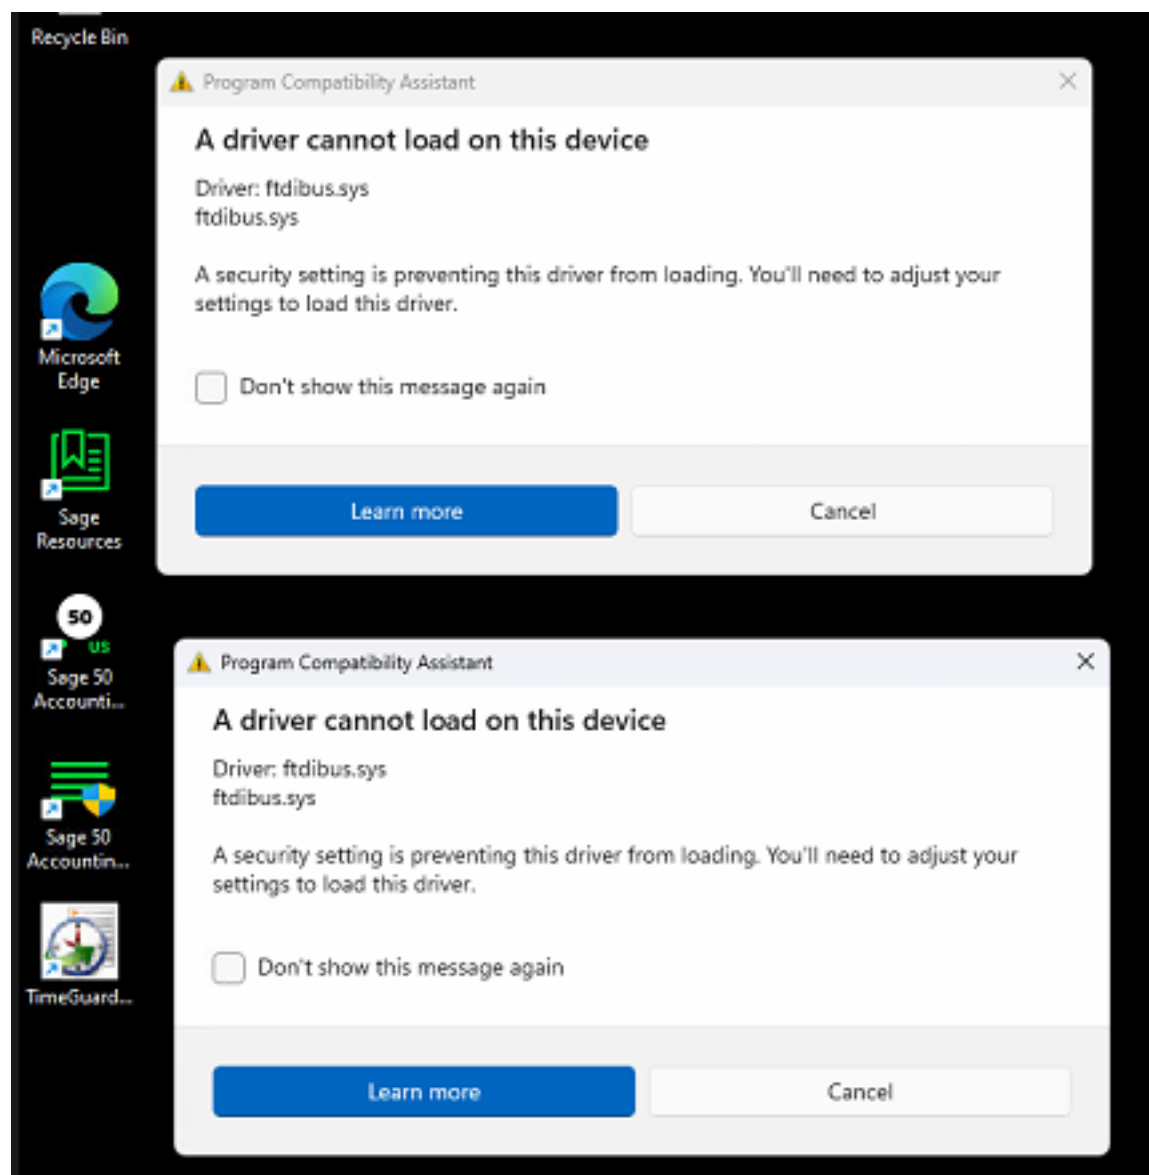 Recycle Bin
Program Compatibility Assistant
A driver cannot load on this device
Driver: ftdibus.sys
ftdibus.sys
A security setting is preventing this driver from loading. You'll need to adjust your
settings to load this driver.
Don't show this message again
Learn more
Cancel
Microsoft
Edge
Sage
Resources
50
US
Sage 50
Accounti...
Sage 50
Accountin...
TimeGuard...
Program Compatibility Assistant
A driver cannot load on this device
Driver: ftdibus.sys
ftdibus.sys
A security setting is preventing this driver from loading. You'll need to adjust your
settings to load this driver.
Don't show this message again
Learn more
Cancel